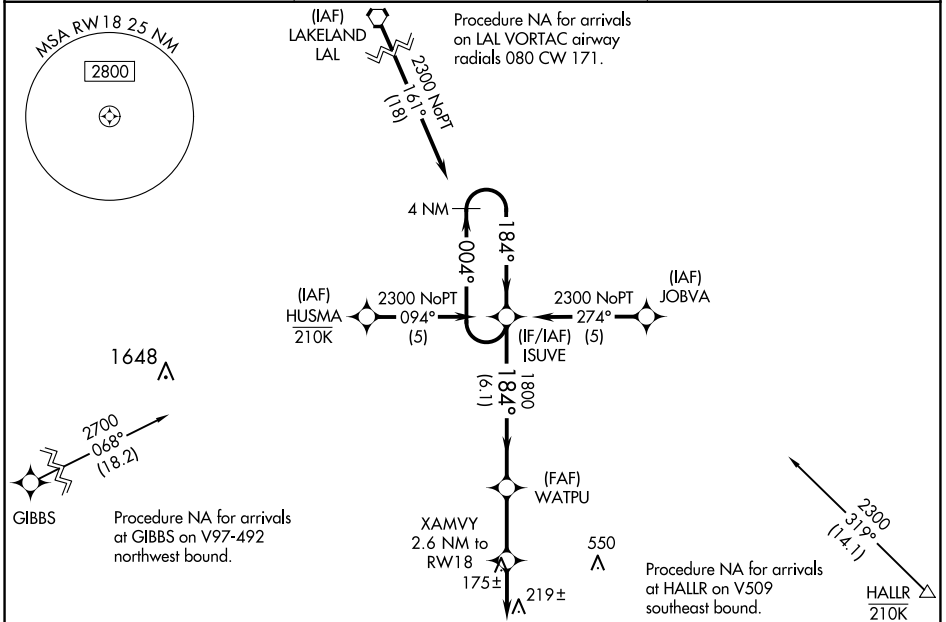 MSA RW18 25 NM
2800
(IAF)
LAKELAND
LAL
Procedure NA for arrivals
on LAL VORTAC airway
radials 080 CW 171.
2300 NoPT
161°
(18)
4 NM
004°
184°
(IAF)
HUSMA
210K
2300 NoPT
094°
(5)
2300 NoPT
274°
(5)
(IAF)
JOBVA
(IF/IAF)
ISUVE
1800
184°
(6.1)
1648
2700
068°
(18.2)
GIBBS
Procedure NA for arrivals
at GIBBS on V97-492
northwest bound.
(FAF)
WATPU
XAMVY
2.6 NM to
RW18
175±
219±
550
Procedure NA for arrivals
at HALLR on V509
southeast bound.
2300
319°
(14.1)
HALLR
210K